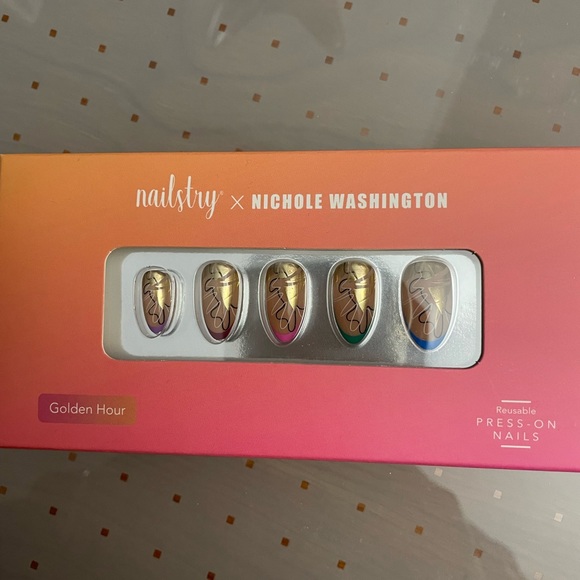 nailstry® × NICHOLE WASHINGTON
Golden Hour
Reusable
PRESS-ON
NAILS